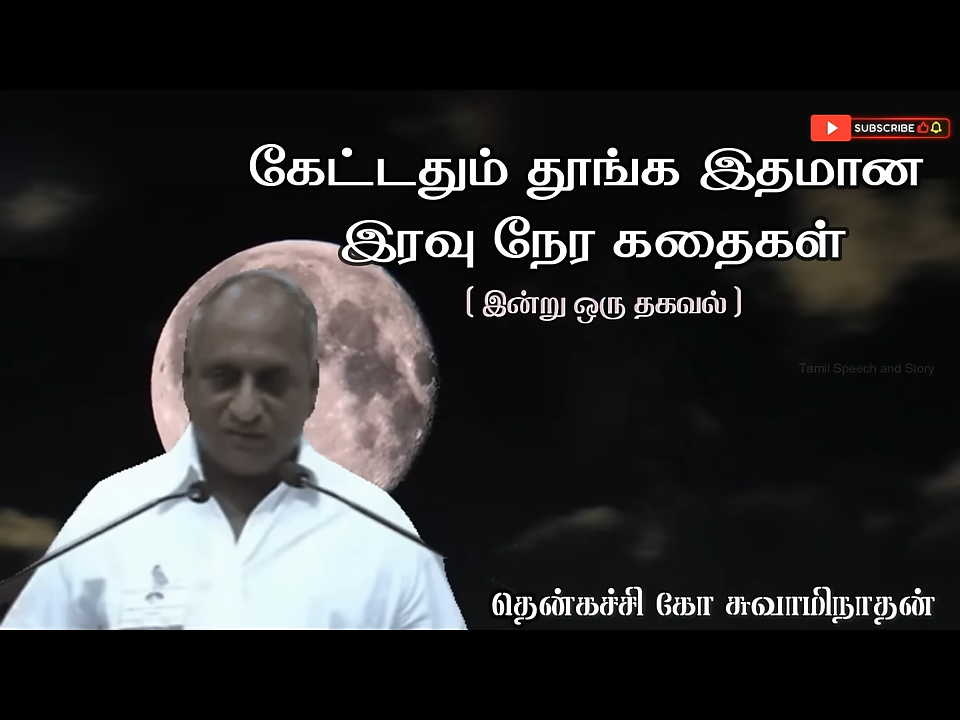 SUBSCRIBE
கேட்டதும் தூங்க இதமான
இரவு நேர கதைகள்
( இன்று ஒரு தகவல் )
Tamil Speech and Story
தென்கச்சி கோ சுவாமிநாதன்